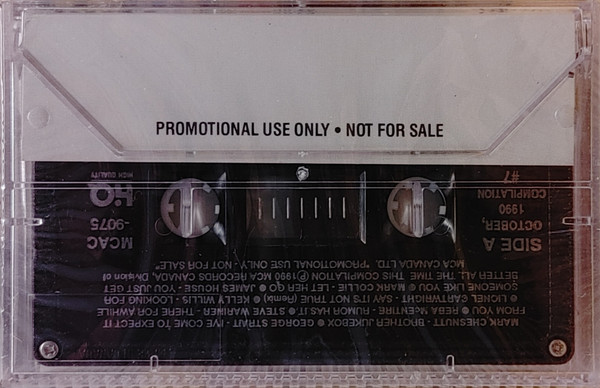 PROMOTIONAL USE ONLY • NOT FOR SALE
MARK CHESNUTT - BROTHER JUKEBOX ● GEORGE STRAIT - I'VE COME TO EXPECT IT
FROM YOU ● REBA McENTIRE - RUMOR HAS IT ● STEVE WARINER - THERE FOR AWHILE
● LIONEL CARTWRIGHT - SAY IT'S NOT TRUE (Remix) ● KELLY WILLIS - LOOKING FOR
SOMEONE LIKE YOU ● MARK COLLIE - LET HER GO ● JAMES HOUSE - YOU JUST GET
BETTER ALL THE TIME THIS COMPILATION ℗ 1990 MCA RECORDS CANADA, Division of
MCA CANADA LTD. "PROMOTIONAL USE ONLY - NOT FOR SALE"
SIDE A
OCTOBER,
1990
COMPILATION
#7
MCAC
-9075
HQ
HIGH QUALITY